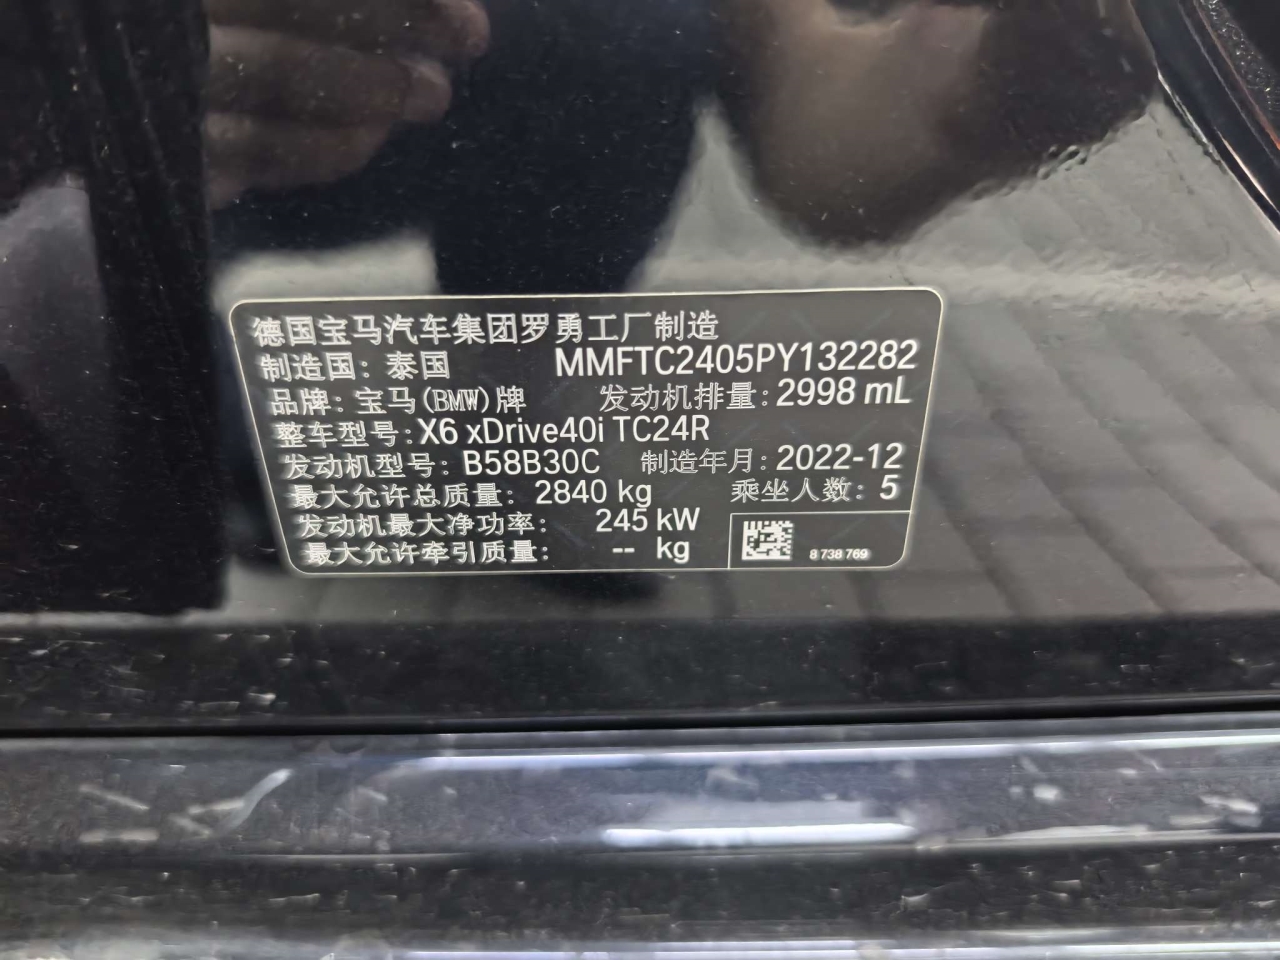 德国宝马汽车集团罗勇工厂制造
制造国: 泰国 MMFTC2405PY132282
品牌: 宝马(BMW)牌 发动机排量: 2998 mL
整车型号: X6 xDrive40i TC24R
发动机型号: B58B30C 制造年月: 2022-12
最大允许总质量: 2840 kg 乘坐人数: 5
发动机最大净功率: 245 kW
最大允许牵引质量: -- kg
8 738 769